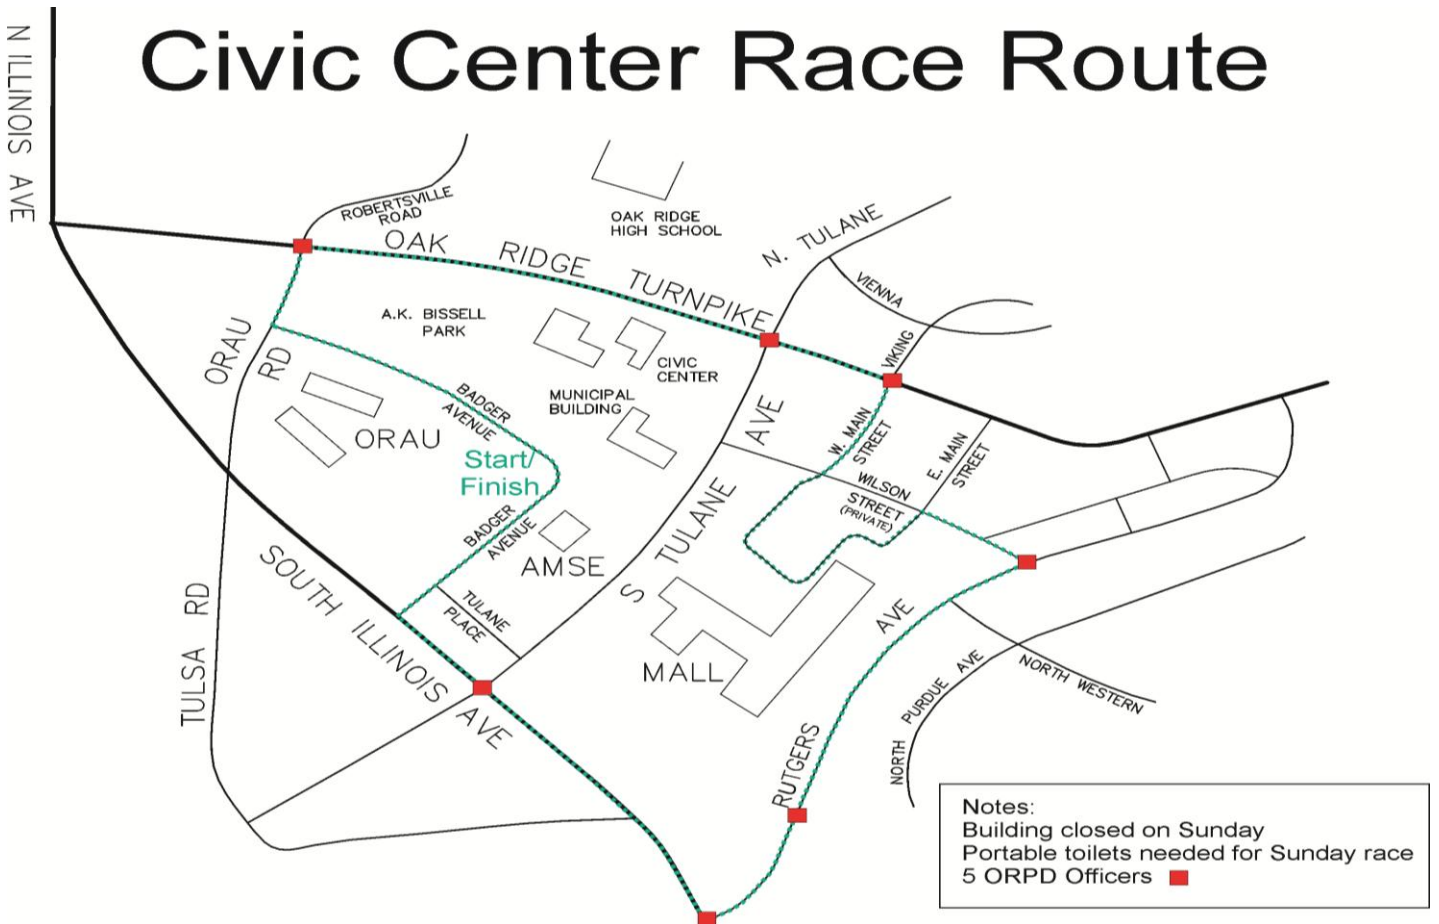 Civic Center Race Route
N ILLINOIS AVE
ROBERTSVILLE
ROAD
OAK RIDGE
HIGH SCHOOL
OAK RIDGE TURNPIKE
N. TULANE
VIENNA
VIKING
A.K. BISSELL
PARK
ORAU
RD
CIVIC
CENTER
MUNICIPAL
BUILDING
BADGER
AVENUE
ORAU
Start/
Finish
BADGER
AVENUE
AMSE
S TULANE AVE
W. MAIN
STREET
E. MAIN
STREET
WILSON
STREET
(PRIVATE)
TULANE
PLACE
SOUTH ILLINOIS AVE
TULSA RD
MALL
RUTGERS AVE
NORTH PURDUE AVE
NORTH WESTERN
Notes:
Building closed on Sunday
Portable toilets needed for Sunday race
5 ORPD Officers